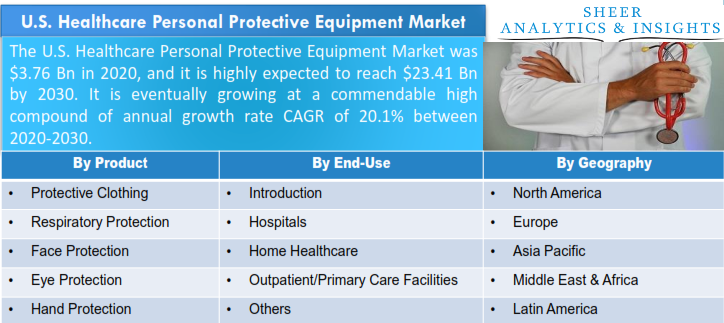 U.S. Healthcare Personal Protective Equipment Market
SHEER
ANALYTICS & INSIGHTS
The U.S. Healthcare Personal Protective Equipment Market was
$3.76 Bn in 2020, and it is highly expected to reach $23.41 Bn
by 2030. It is eventually growing at a commendable high
compound of annual growth rate CAGR of 20.1% between
2020-2030.
By Product
By End-Use
By Geography
• Protective Clothing
• Introduction
• North America
• Respiratory Protection
• Hospitals
• Europe
• Face Protection
• Home Healthcare
• Asia Pacific
• Eye Protection
• Outpatient/Primary Care Facilities
• Middle East & Africa
• Hand Protection
• Others
• Latin America